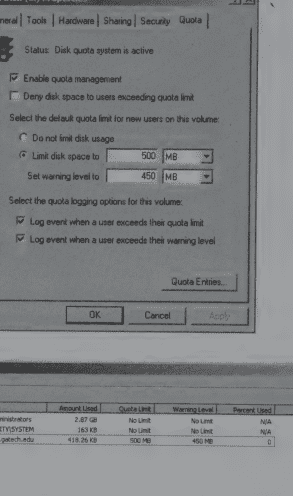 neral Tools Hardware Sharing Security Quota
Status: Disk quota system is active
Enable quota management
Deny disk space to users exceeding quota limit
Select the default quota limit for new users on this volume:
Do not limit disk usage
Limit disk space to 500 MB
Set warning level to 450 MB
Select the quota logging options for this volume:
Log event when a user exceeds their quota limit
Log event when a user exceeds their warning level
Quota Entries...
OK Cancel Apply
Amount Used Quota Limit Warning Level Percent Used
ministrators 2.87 GB No Limit No Limit N/A
TY\SYSTEM 163 KB No Limit No Limit N/A
.gatech.edu 418.26 KB 500 MB 450 MB 0